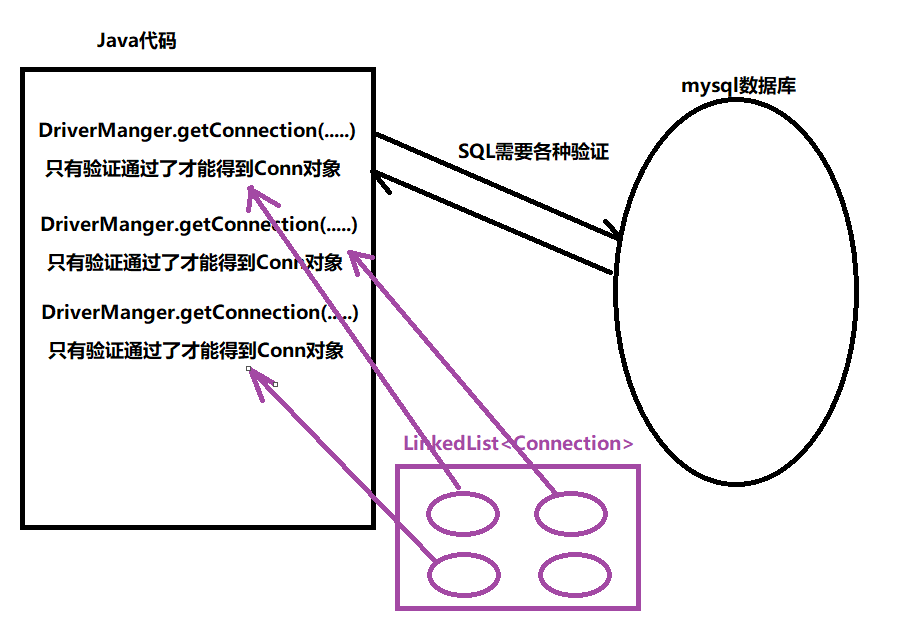 Java代码
mysql数据库
DriverManger.getConnection(.....)
只有验证通过了才能得到Conn对象
SQL需要各种验证
DriverManger.getConnection(.....)
只有验证通过了才能得到Conn对象
DriverManger.getConnection(.....)
只有验证通过了才能得到Conn对象
LinkedList<Connection>